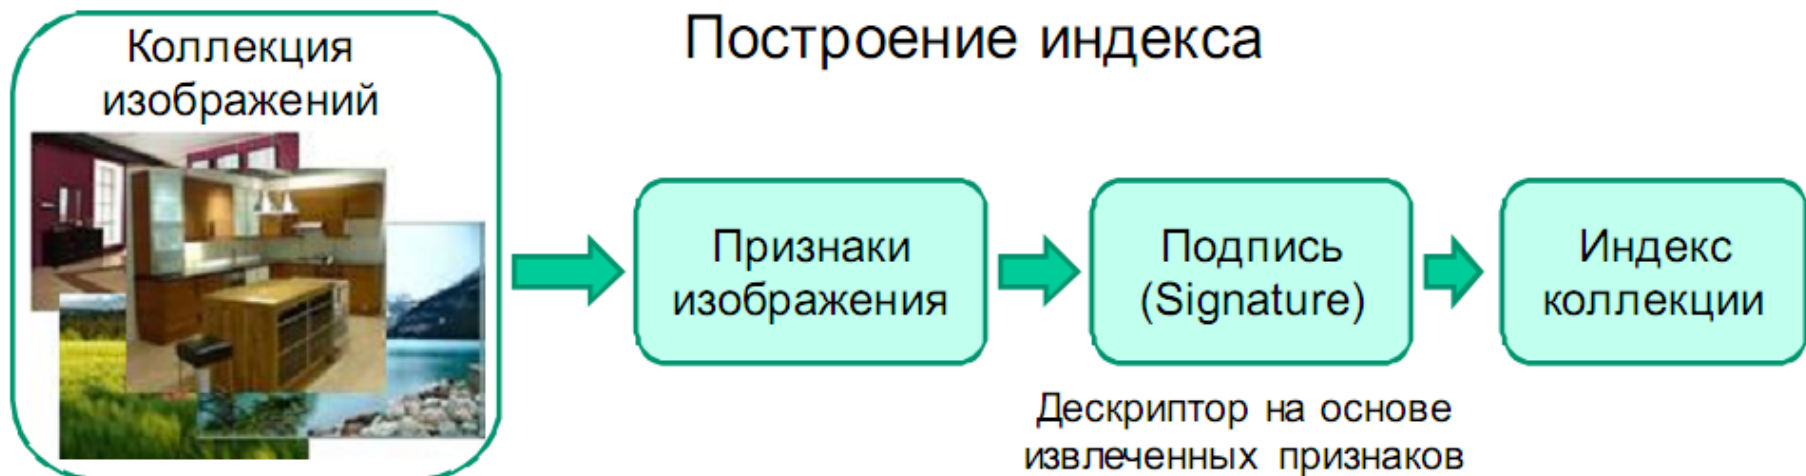 Построение индекса
Коллекция
изображений
Признаки
изображения
Подпись
(Signature)
Индекс
коллекции
Дескриптор на основе
извлеченных признаков